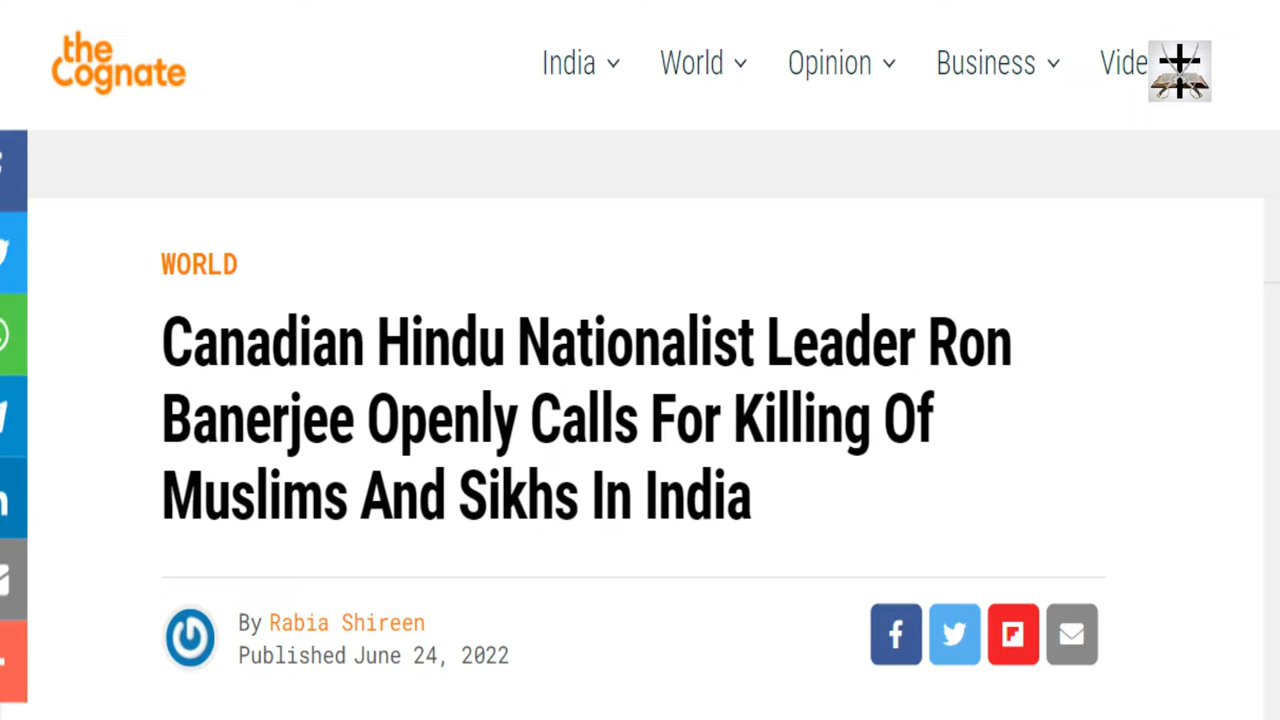 the
Cognate
India World Opinion Business Vide
WORLD
Canadian Hindu Nationalist Leader Ron
Banerjee Openly Calls For Killing Of
Muslims And Sikhs In India
By Rabia Shireen
Published June 24, 2022